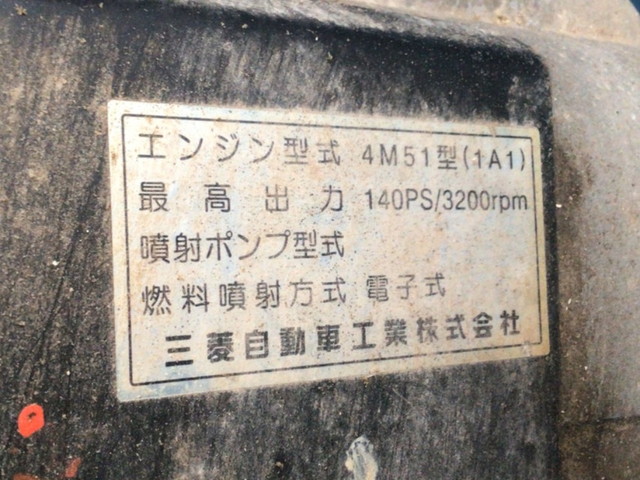 エンジン型式 4M51型(1A1)
最高出力 140PS/3200rpm
噴射ポンプ型式
燃料噴射方式 電子式
三菱自動車工業株式会社